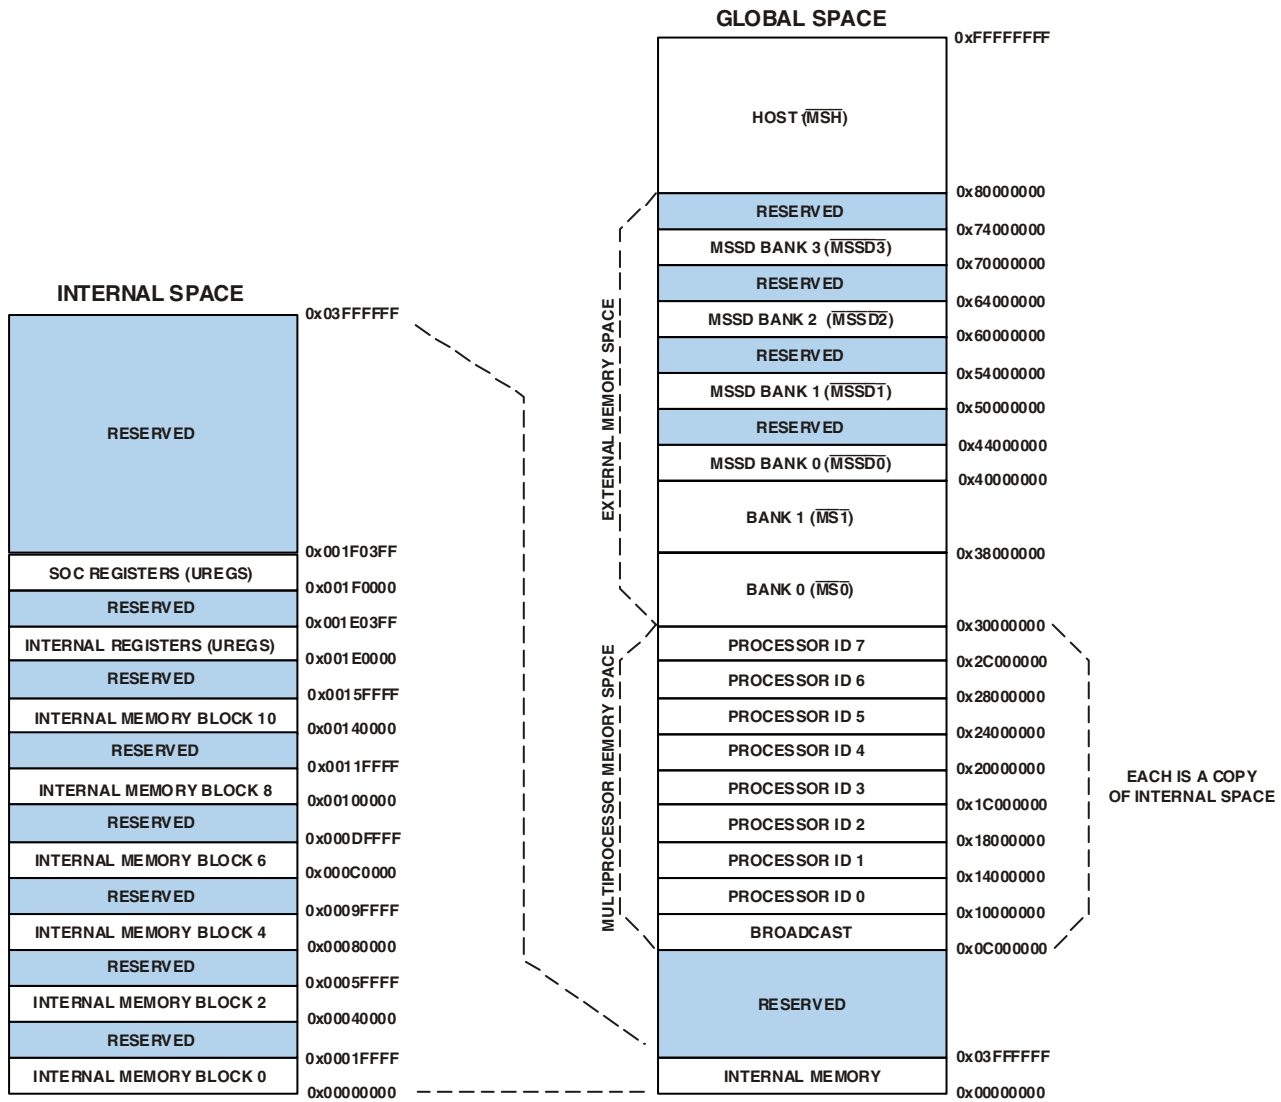 GLOBAL SPACE
0xFFFFFFFF
HOST (MSH)
0x80000000
RESERVED
0x74000000
MSSD BANK 3 (MSSD3)
0x70000000
RESERVED
0x64000000
MSSD BANK 2 (MSSD2)
0x60000000
RESERVED
0x54000000
MSSD BANK 1 (MSSD1)
0x50000000
RESERVED
0x44000000
MSSD BANK 0 (MSSD0)
0x40000000
BANK 1 (MS1)
0x38000000
BANK 0 (MS0)
0x30000000
PROCESSOR ID 7
0x2C000000
PROCESSOR ID 6
0x28000000
PROCESSOR ID 5
0x24000000
PROCESSOR ID 4
0x20000000
PROCESSOR ID 3
0x1C000000
PROCESSOR ID 2
0x18000000
PROCESSOR ID 1
0x14000000
PROCESSOR ID 0
0x10000000
BROADCAST
0x0C000000
RESERVED
0x03FFFFFF
INTERNAL MEMORY
0x00000000
EXTERNAL MEMORY SPACE
MULTIPROCESSOR MEMORY SPACE
EACH IS A COPY
OF INTERNAL SPACE
INTERNAL SPACE
0x03FFFFFF
RESERVED
0x001F03FF
SOC REGISTERS (UREGS)
0x001F0000
RESERVED
0x001E03FF
INTERNAL REGISTERS (UREGS)
0x001E0000
RESERVED
0x0015FFFF
INTERNAL MEMORY BLOCK 10
0x00140000
RESERVED
0x0011FFFF
INTERNAL MEMORY BLOCK 8
0x00100000
RESERVED
0x000DFFFF
INTERNAL MEMORY BLOCK 6
0x000C0000
RESERVED
0x0009FFFF
INTERNAL MEMORY BLOCK 4
0x00080000
RESERVED
0x0005FFFF
INTERNAL MEMORY BLOCK 2
0x00040000
RESERVED
0x0001FFFF
INTERNAL MEMORY BLOCK 0
0x00000000